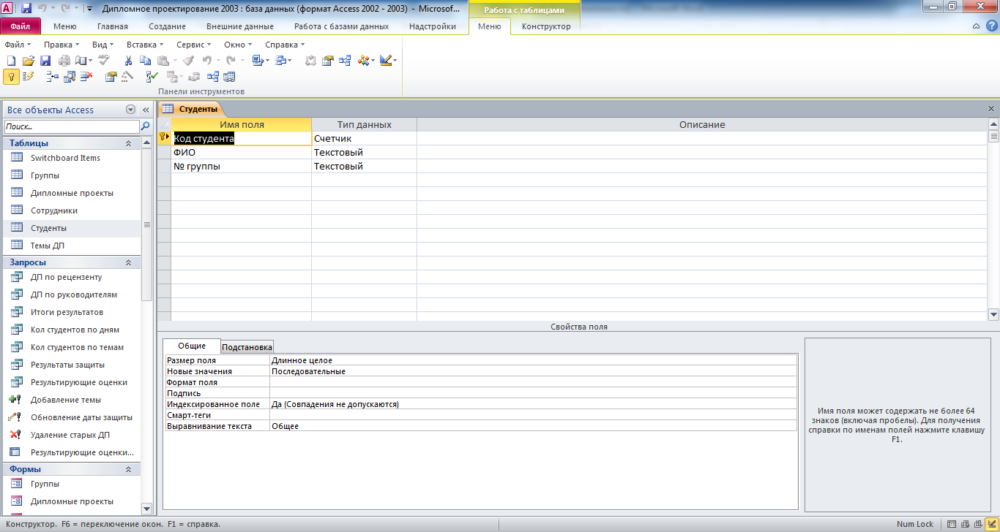 Дипломное проектирование 2003 : база данных (формат Access 2002 - 2003) - Microsof...
Работа с таблицами
Файл Меню Главная Создание Внешние данные Работа с базами данных Надстройки Меню Конструктор
Файл Правка Вид Вставка Сервис Окно Справка
Панели инструментов
Все объекты Access
Поиск...
Таблицы
Switchboard Items
Группы
Дипломные проекты
Сотрудники
Студенты
Темы ДП
Запросы
ДП по рецензенту
ДП по руководителям
Итоги результатов
Кол студентов по дням
Кол студентов по темам
Результаты защиты
Результирующие оценки
Добавление темы
Обновление даты защиты
Удаление старых ДП
Результирующие оценки...
Формы
Группы
Дипломные проекты
Студенты
Имя поля Тип данных Описание
Код студента Счетчик
ФИО Текстовый
№ группы Текстовый
Свойства поля
Общие Подстановка
Размер поля Длинное целое
Новые значения Последовательные
Формат поля
Подпись
Индексированное поле Да (Совпадения не допускаются)
Смарт-теги
Выравнивание текста Общее
Имя поля может содержать не более 64
знаков (включая пробелы). Для получения
справки по именам полей нажмите клавишу
F1.
Конструктор. F6 = переключение окон. F1 = справка.
Num Lock